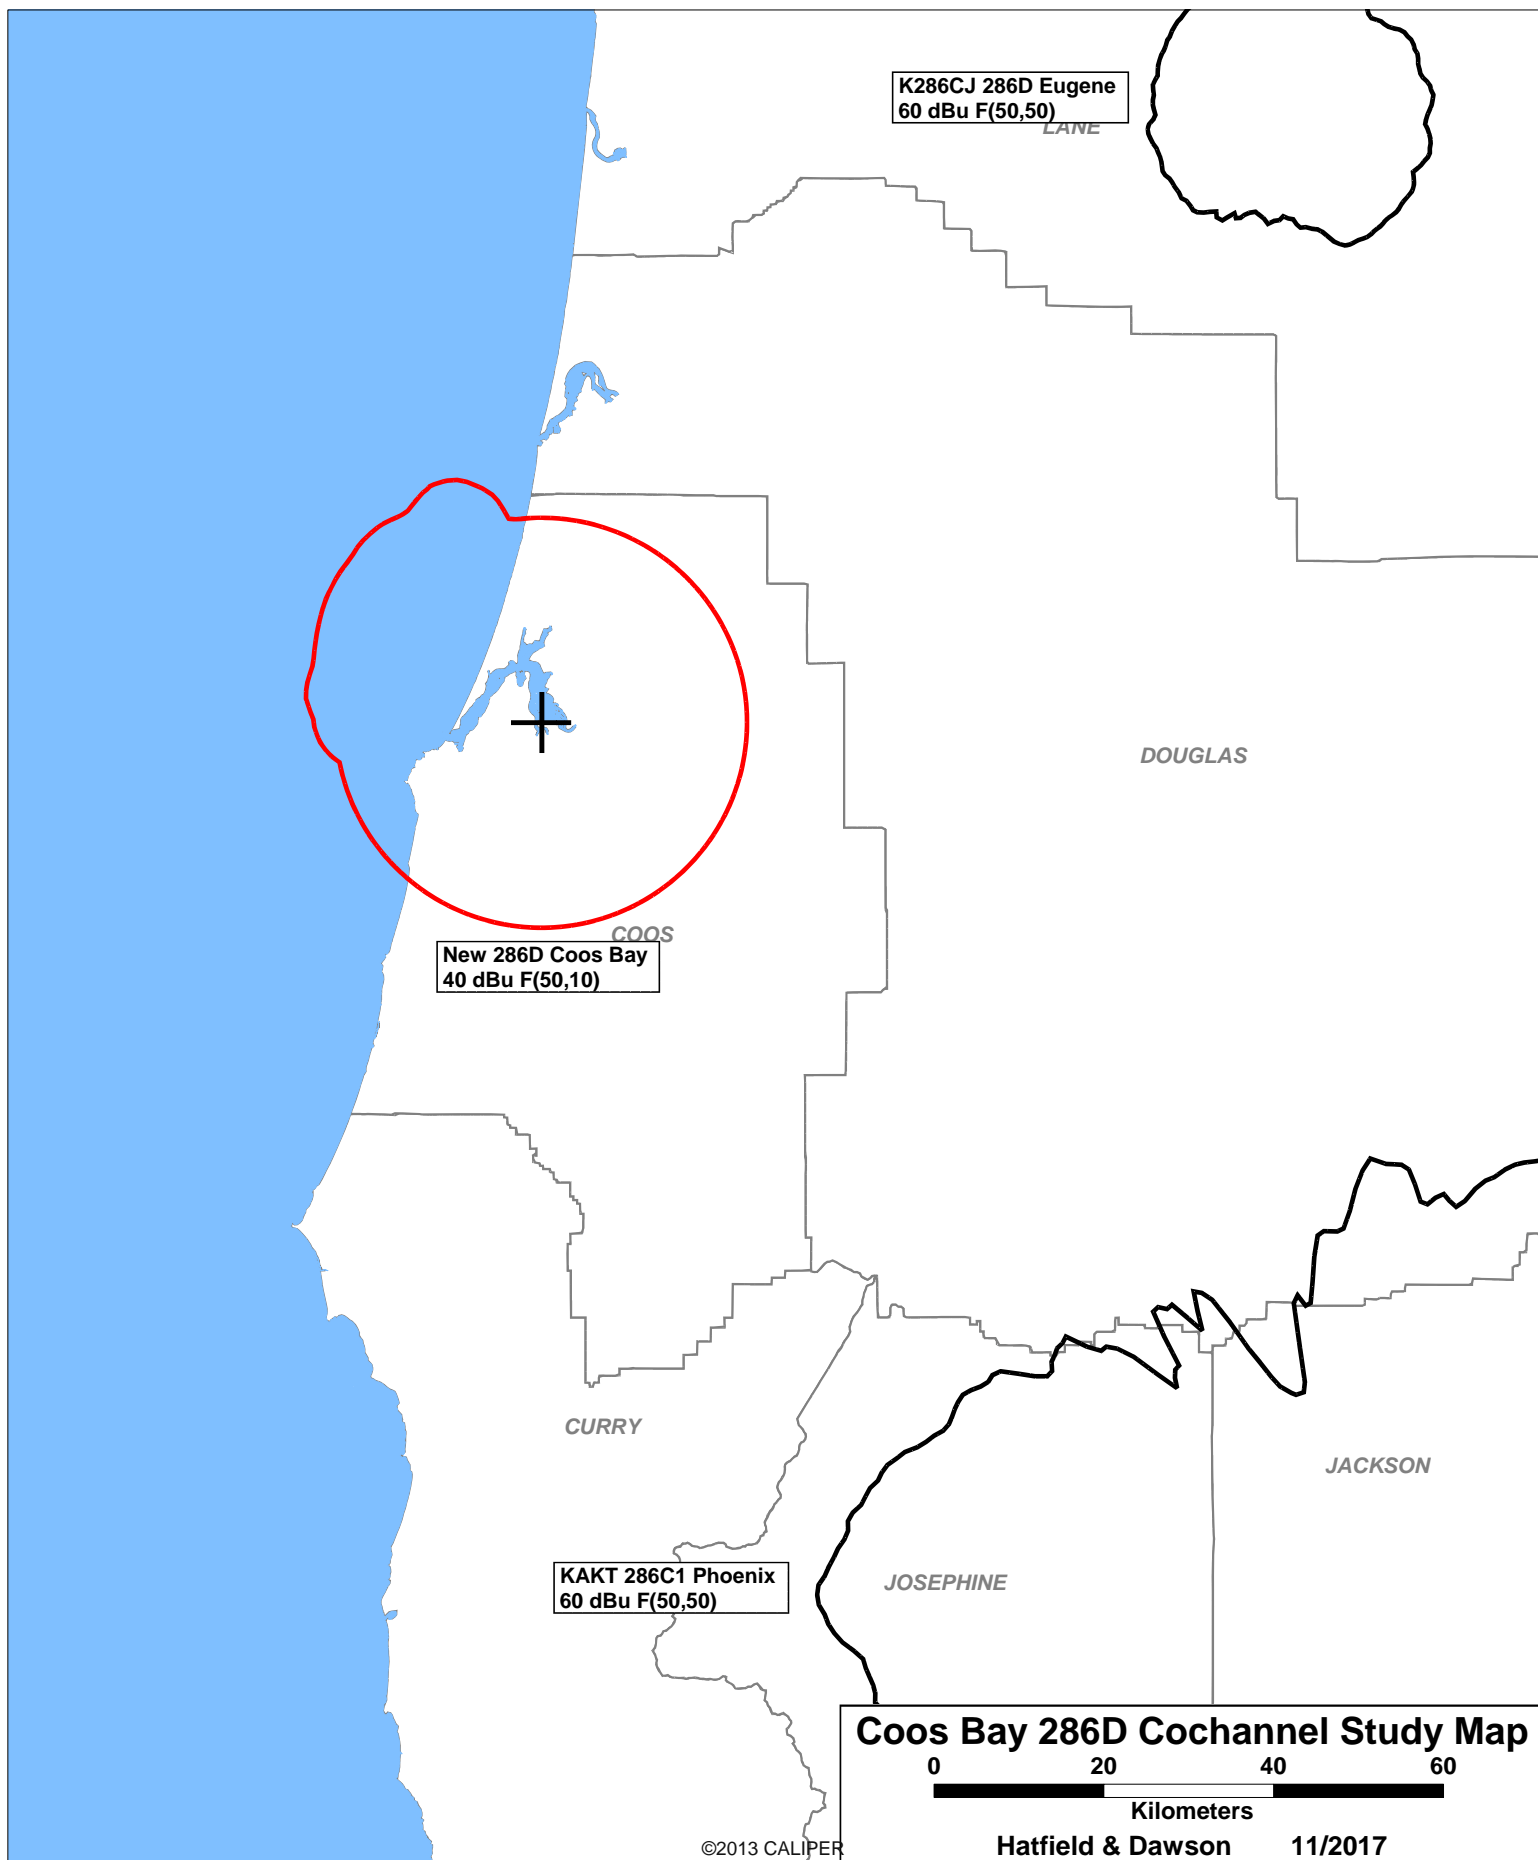 K286CJ 286D Eugene
60 dBu F(50,50)
LANE
DOUGLAS
COOS
New 286D Coos Bay
40 dBu F(50,10)
CURRY
JACKSON
KAKT 286C1 Phoenix
60 dBu F(50,50)
JOSEPHINE
Coos Bay 286D Cochannel Study Map
0 20 40 60
Kilometers
Hatfield & Dawson 11/2017
©2013 CALIPER